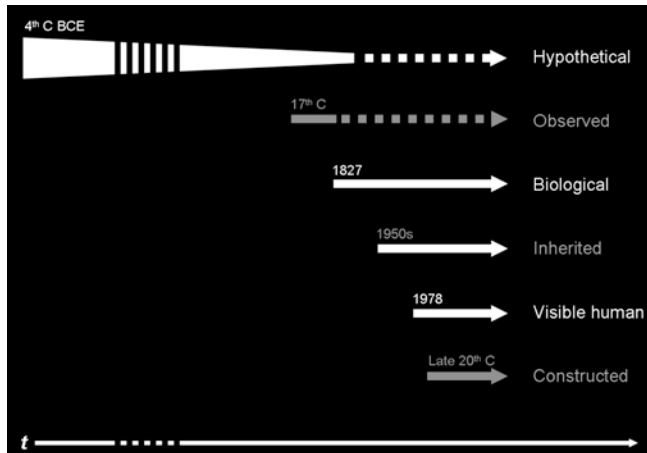 4th C BCE
Hypothetical
17th C
Observed
1827
Biological
1950s
Inherited
1978
Visible human
Late 20th C
Constructed
t